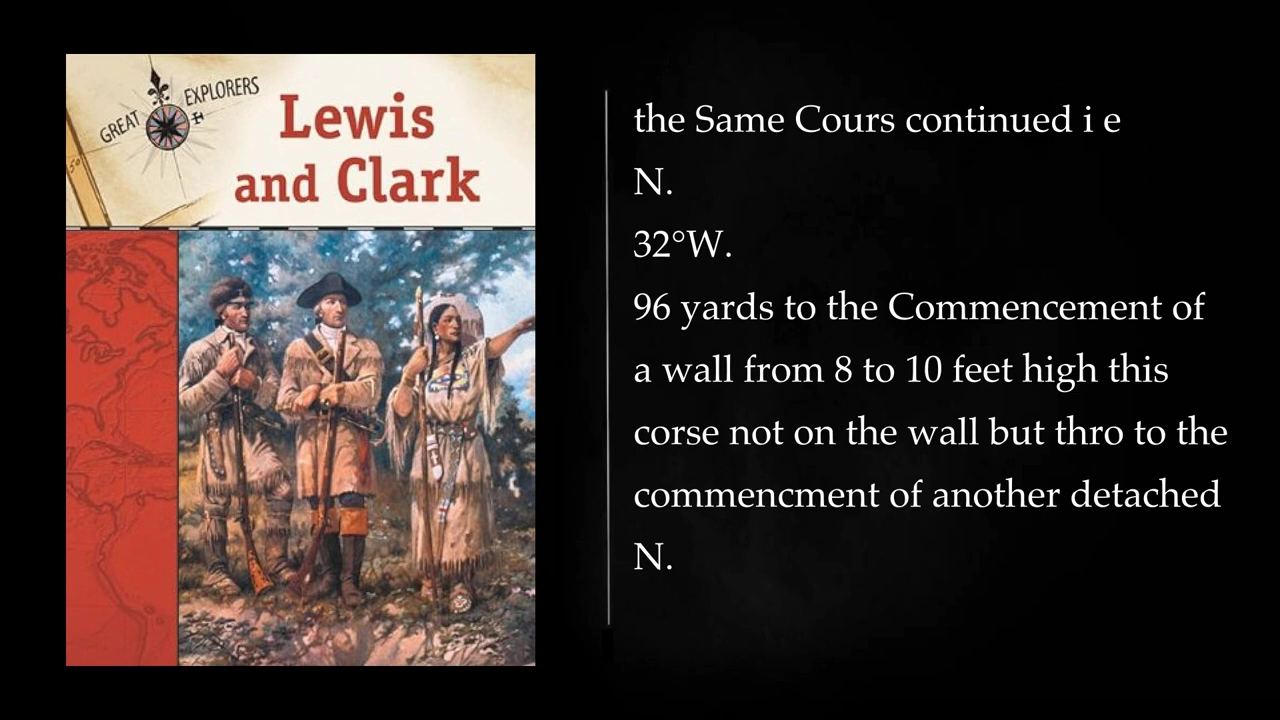 GREAT EXPLORERS
Lewis
and Clark
50
the Same Cours continued i e
N.
32°W.
96 yards to the Commencement of
a wall from 8 to 10 feet high this
corse not on the wall but thro to the
commencment of another detached
N.